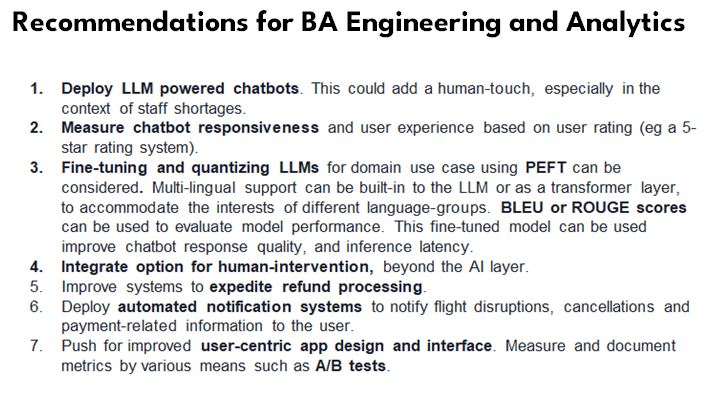 Recommendations for BA Engineering and Analytics
1. Deploy LLM powered chatbots. This could add a human-touch, especially in the
context of staff shortages.
2. Measure chatbot responsiveness and user experience based on user rating (eg a 5-
star rating system).
3. Fine-tuning and quantizing LLMs for domain use case using PEFT can be
considered. Multi-lingual support can be built-in to the LLM or as a transformer layer,
to accommodate the interests of different language-groups. BLEU or ROUGE scores
can be used to evaluate model performance. This fine-tuned model can be used
improve chatbot response quality, and inference latency.
4. Integrate option for human-intervention, beyond the AI layer.
5. Improve systems to expedite refund processing.
6. Deploy automated notification systems to notify flight disruptions, cancellations and
payment-related information to the user.
7. Push for improved user-centric app design and interface. Measure and document
metrics by various means such as A/B tests.